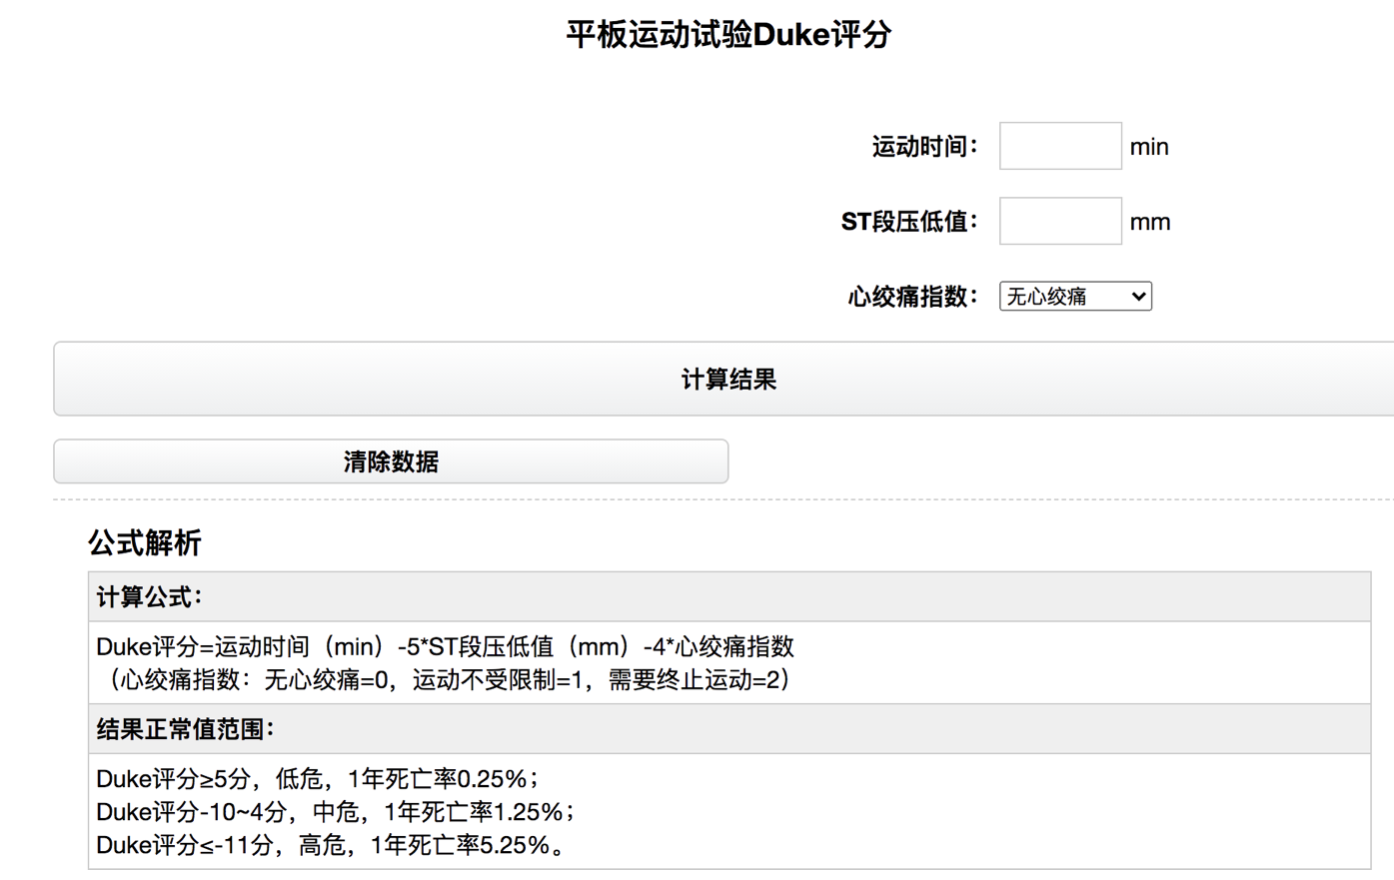 平板运动试验Duke评分
运动时间： min
ST段压低值： mm
心绞痛指数： 无心绞痛
计算结果
清除数据
公式解析
计算公式：
Duke评分=运动时间（min）-5*ST段压低值（mm）-4*心绞痛指数
（心绞痛指数：无心绞痛=0，运动不受限制=1，需要终止运动=2）
结果正常值范围：
Duke评分≥5分，低危，1年死亡率0.25%；
Duke评分-10~4分，中危，1年死亡率1.25%；
Duke评分≤-11分，高危，1年死亡率5.25%。